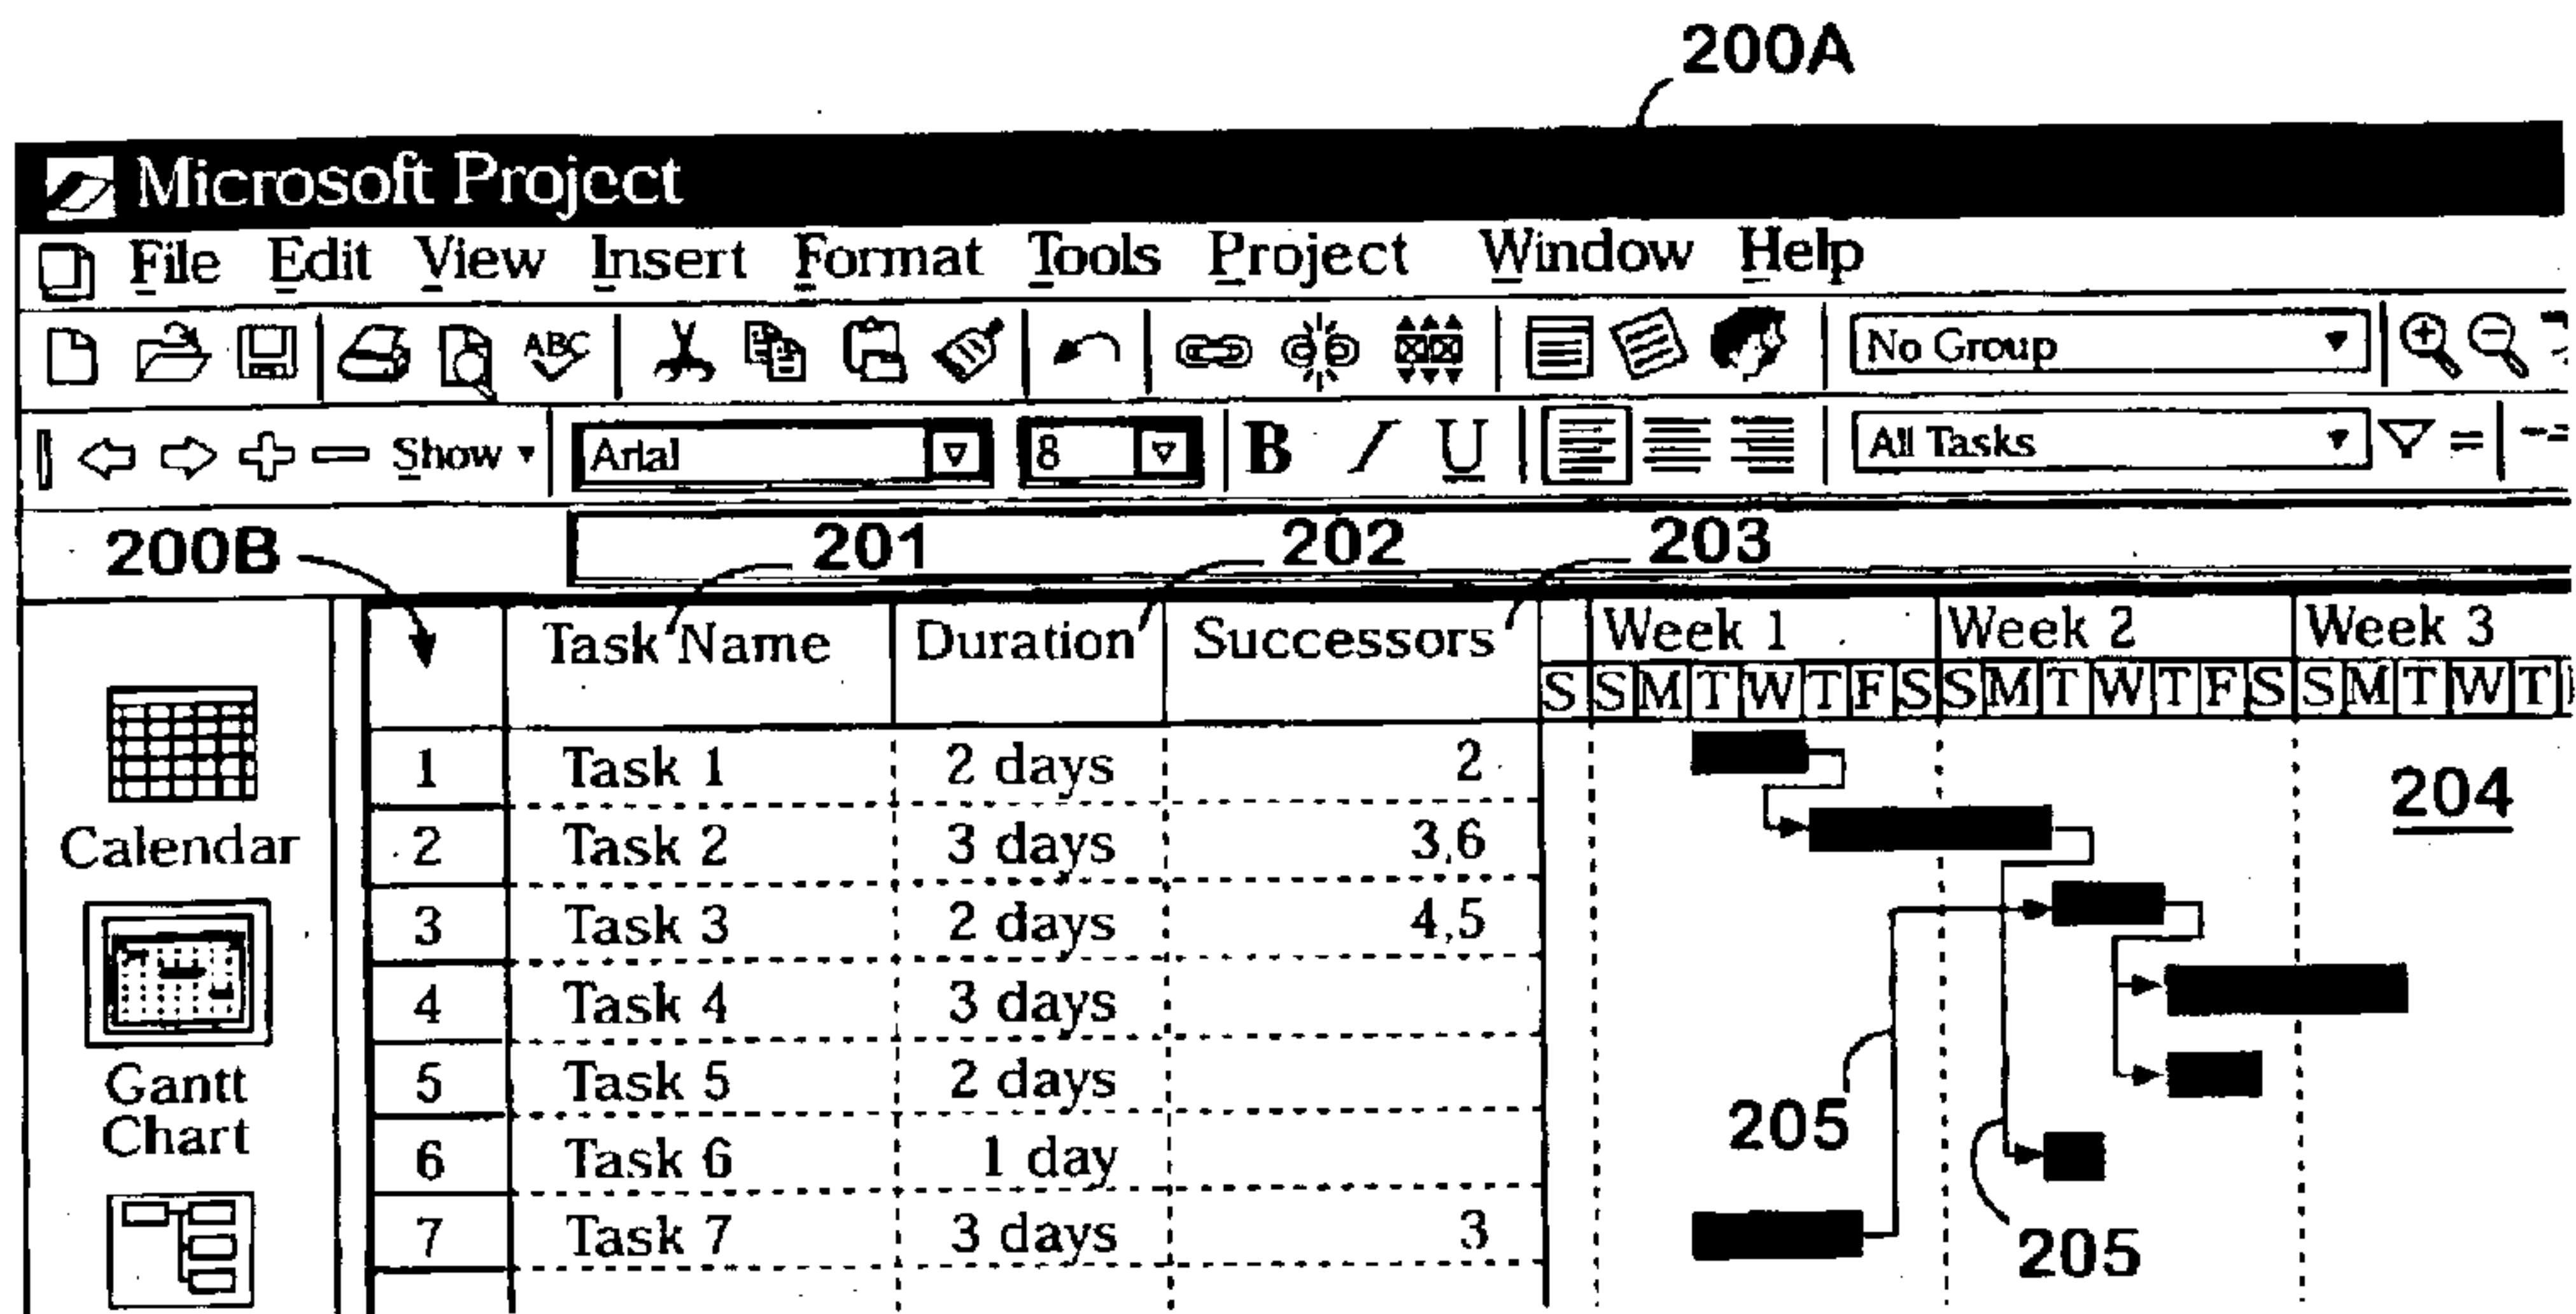 200A
Microsoft Project
File Edit View Insert Format Tools Project Window Help
ABC No Group
Show Arial 8 B I U All Tasks =
200B 201 202 203
Task Name Duration Successors Week 1 Week 2 Week 3
S S M T W T F S S M T W T F S S M T W T
1 Task 1 2 days 2
204
2 Task 2 3 days 3,6
Calendar
3 Task 3 2 days 4,5
4 Task 4 3 days
5 Task 5 2 days
Gantt
Chart
205
6 Task 6 1 day
7 Task 7 3 days 3
205